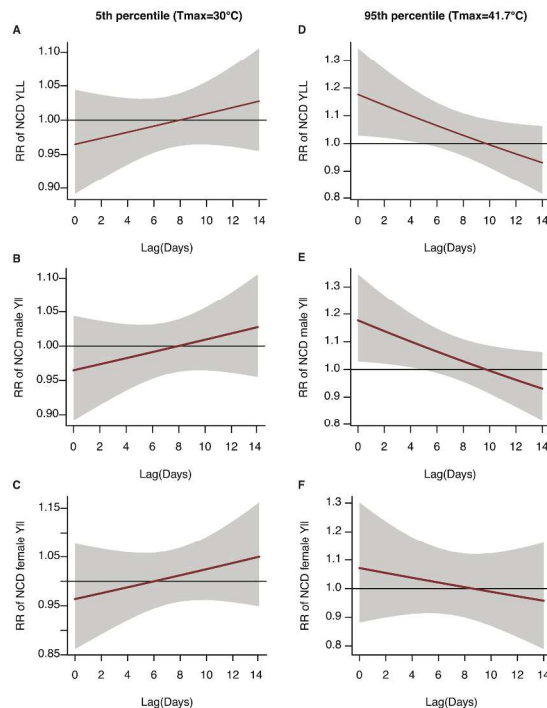 5th percentile (Tmax=30°C)
95th percentile (Tmax=41.7°C)
A
RR of NCD YLL
1.10
1.05
1.00
0.95
0.90
0 2 4 6 8 10 12 14
Lag(Days)
D
RR of NCD YLL
1.3
1.2
1.1
1.0
0.9
0.8
0 2 4 6 8 10 12 14
Lag(Days)
B
RR of NCD male Yll
1.10
1.05
1.00
0.95
0.90
0 2 4 6 8 10 12 14
Lag(Days)
E
RR of NCD male Yll
1.3
1.2
1.1
1.0
0.9
0.8
0 2 4 6 8 10 12 14
Lag(Days)
C
RR of NCD female Yll
1.15
1.05
0.95
0.85
0 2 4 6 8 10 12 14
Lag(Days)
F
RR of NCD female Yll
1.3
1.2
1.1
1.0
0.9
0.8
0 2 4 6 8 10 12 14
Lag(Days)